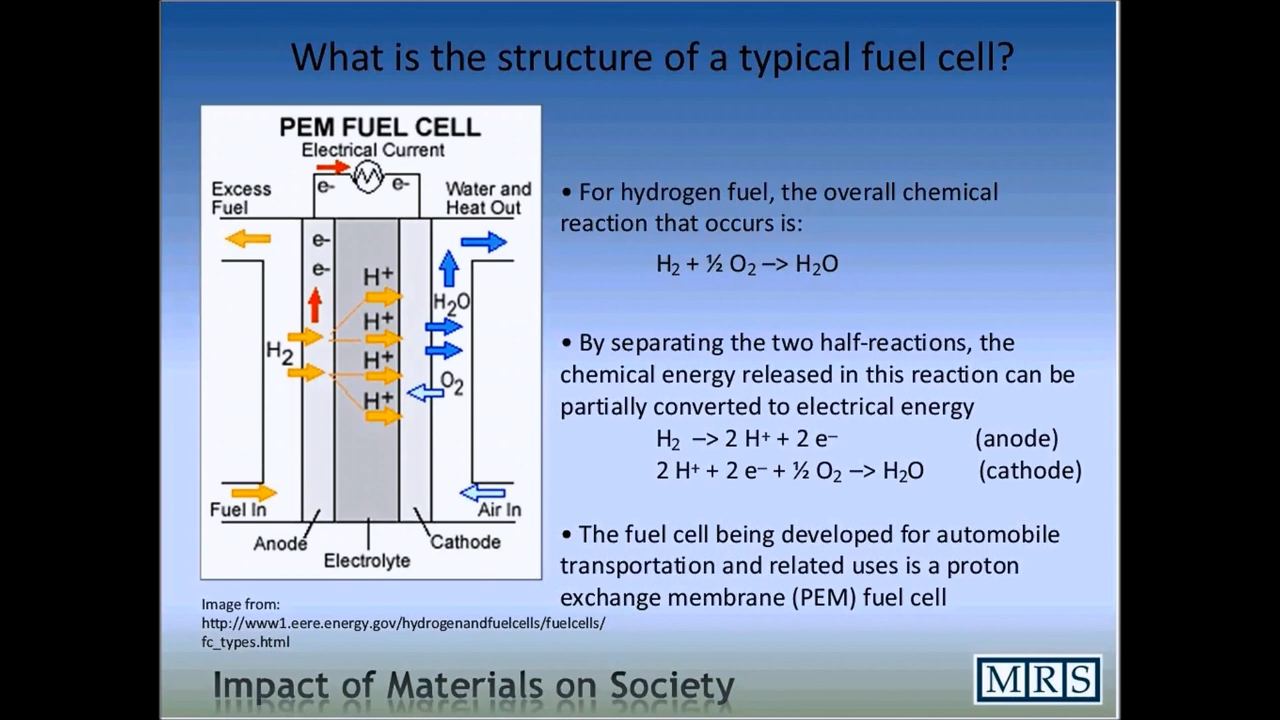 What is the structure of a typical fuel cell?
PEM FUEL CELL
Electrical Current
e- e-
Excess
Fuel
Water and
Heat Out
e-
e-
H+
H+
H+
H+
H₂
H₂O
O₂
Fuel In
Air In
Anode
Electrolyte
Cathode
Image from:
http://www1.eere.energy.gov/hydrogenandfuelcells/fuelcells/
fc_types.html
• For hydrogen fuel, the overall chemical
reaction that occurs is:
H₂ + ½ O₂ –> H₂O
• By separating the two half-reactions, the
chemical energy released in this reaction can be
partially converted to electrical energy
H₂ –> 2 H⁺ + 2 e⁻ (anode)
2 H⁺ + 2 e⁻ + ½ O₂ –> H₂O (cathode)
• The fuel cell being developed for automobile
transportation and related uses is a proton
exchange membrane (PEM) fuel cell
Impact of Materials on Society
MRS